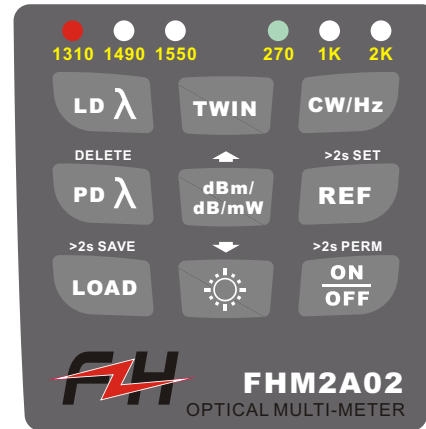 1310 1490 1550 270 1K 2K
LD λ TWIN CW/Hz
DELETE >2s SET
PD λ dBm/ dB/mW REF
>2s SAVE >2s PERM
LOAD ON OFF
FHM2A02
OPTICAL MULTI-METER